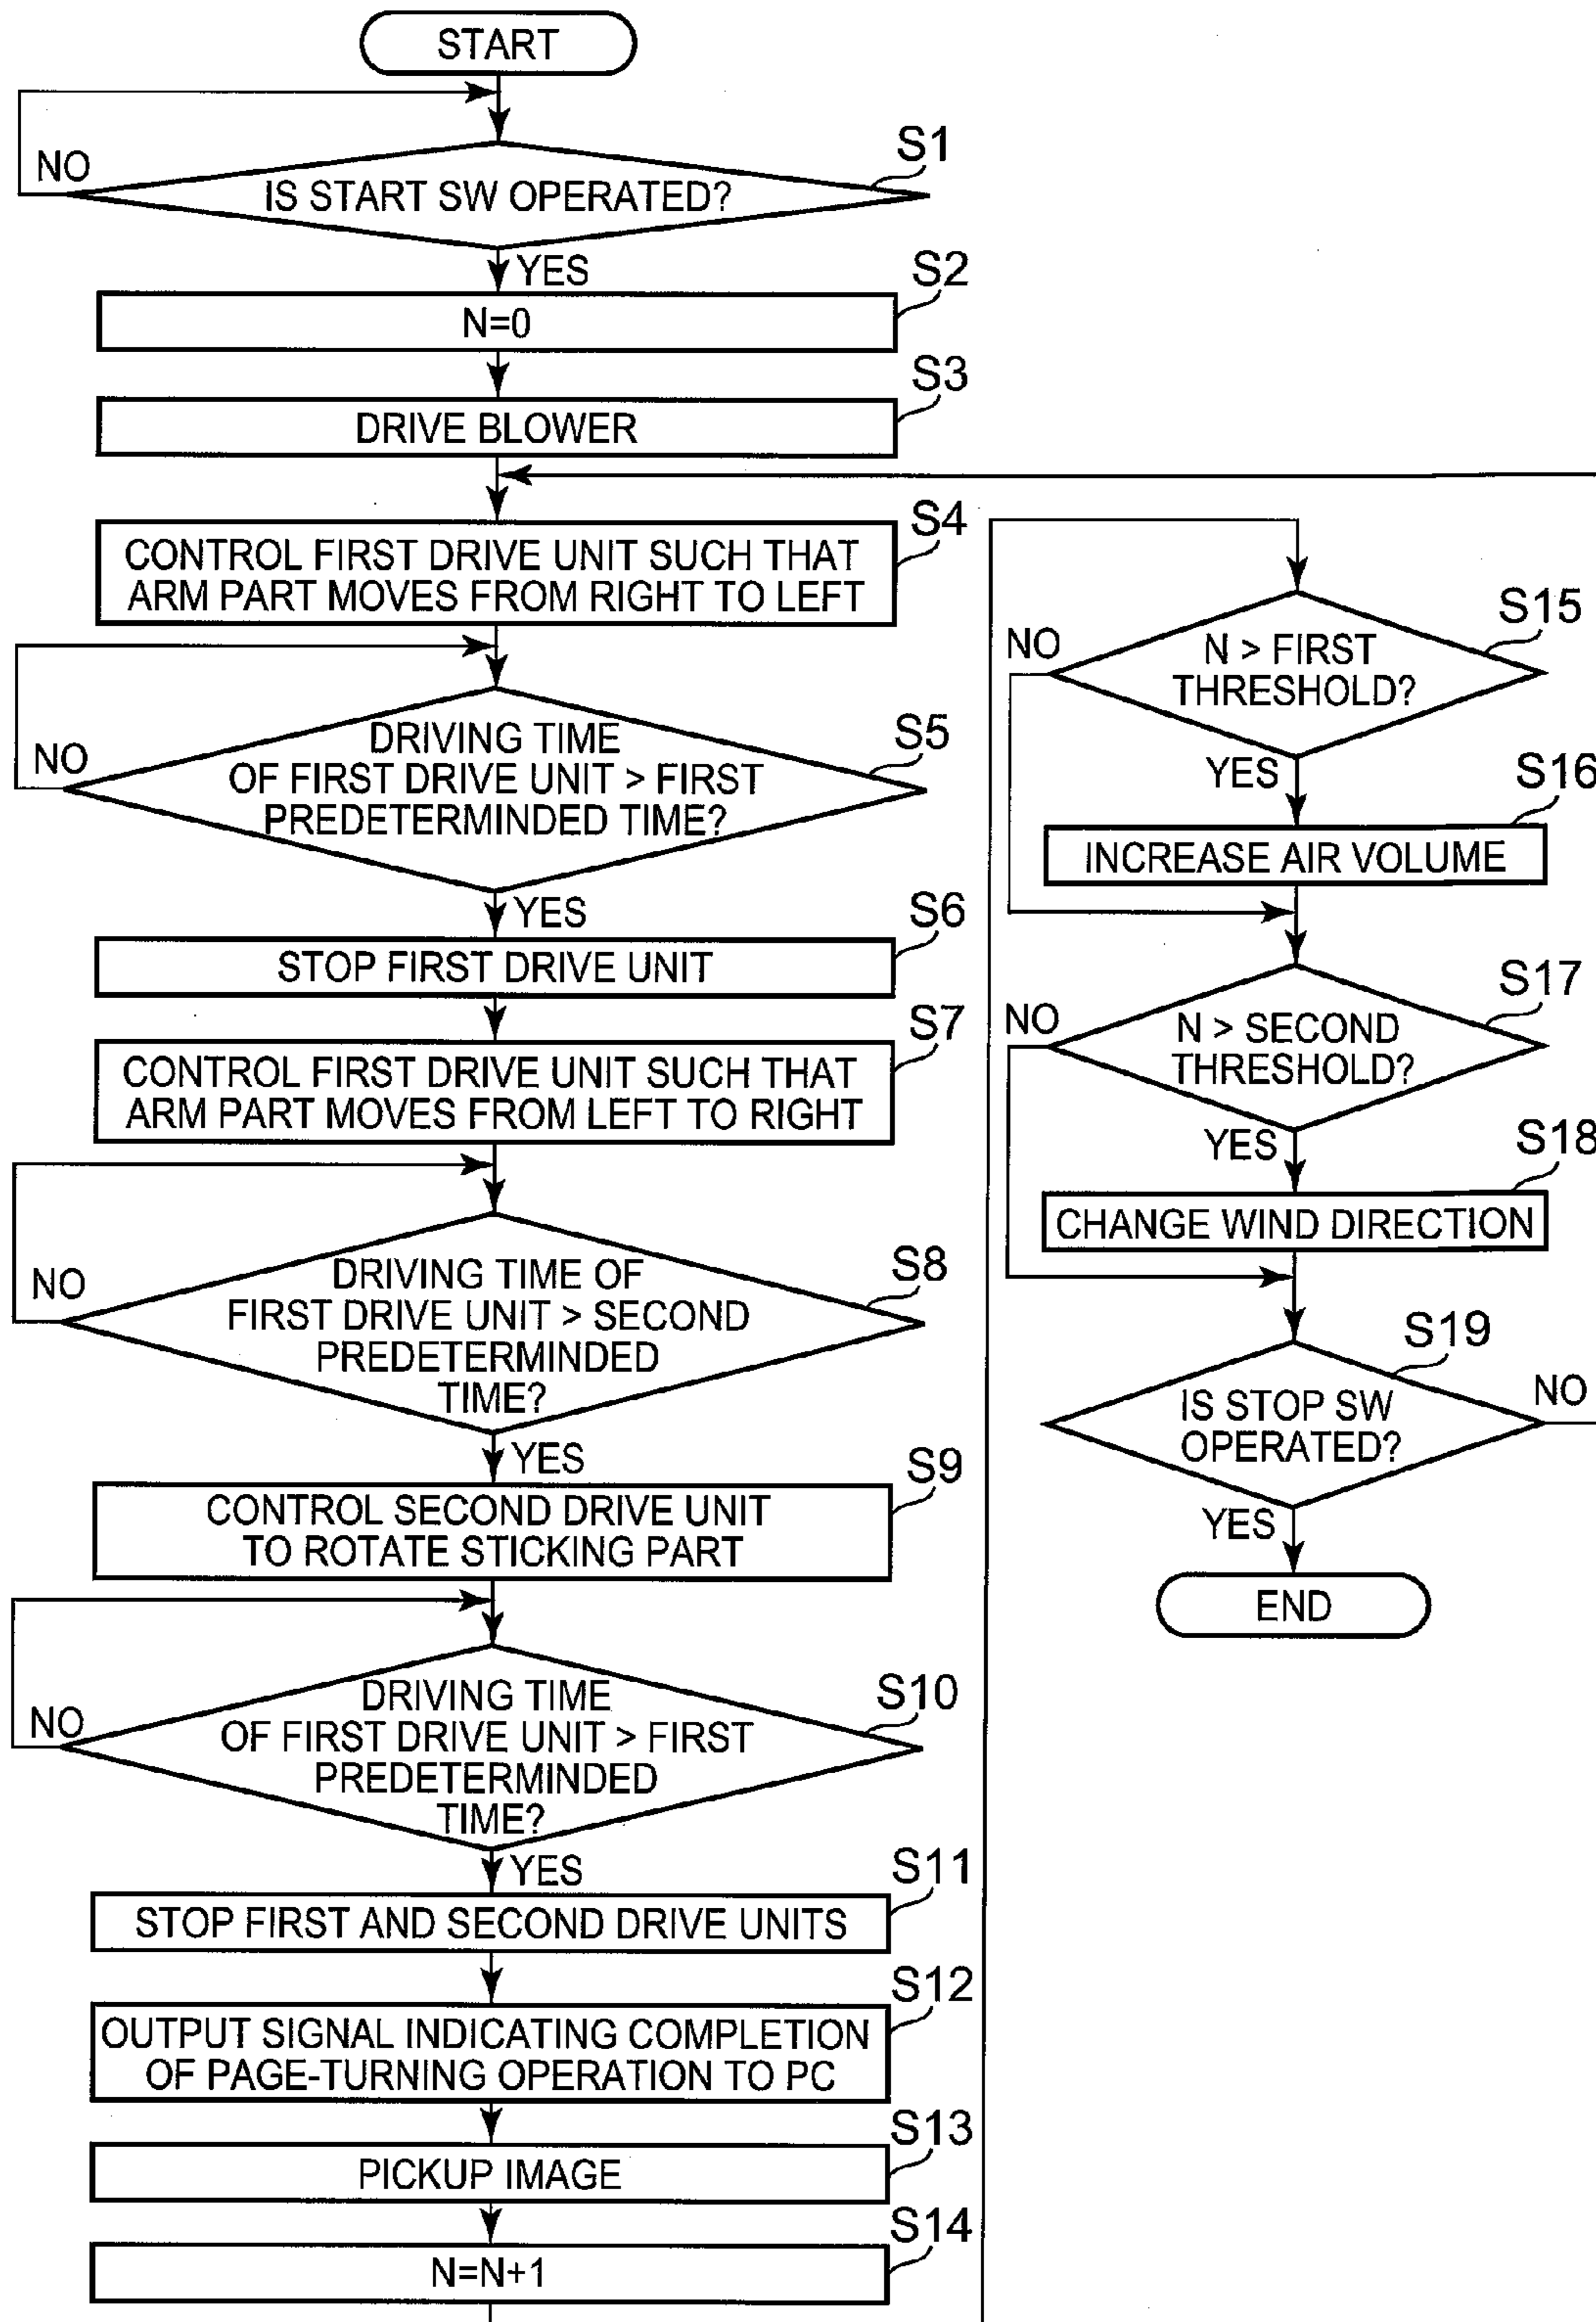 START
S1
NO
IS START SW OPERATED?
YES
S2
N=0
S3
DRIVE BLOWER
S4
CONTROL FIRST DRIVE UNIT SUCH THAT
ARM PART MOVES FROM RIGHT TO LEFT
S5
NO
DRIVING TIME
OF FIRST DRIVE UNIT > FIRST
PREDETERMINDED TIME?
YES
S6
STOP FIRST DRIVE UNIT
S7
CONTROL FIRST DRIVE UNIT SUCH THAT
ARM PART MOVES FROM LEFT TO RIGHT
S8
NO
DRIVING TIME OF
FIRST DRIVE UNIT > SECOND
PREDETERMINDED
TIME?
YES
S9
CONTROL SECOND DRIVE UNIT
TO ROTATE STICKING PART
S10
NO
DRIVING TIME
OF FIRST DRIVE UNIT > FIRST
PREDETERMINDED
TIME?
YES
S11
STOP FIRST AND SECOND DRIVE UNITS
S12
OUTPUT SIGNAL INDICATING COMPLETION
OF PAGE-TURNING OPERATION TO PC
S13
PICKUP IMAGE
S14
N=N+1
S15
NO
N > FIRST
THRESHOLD?
YES
S16
INCREASE AIR VOLUME
S17
NO
N > SECOND
THRESHOLD?
YES
S18
CHANGE WIND DIRECTION
S19
NO
IS STOP SW
OPERATED?
YES
END